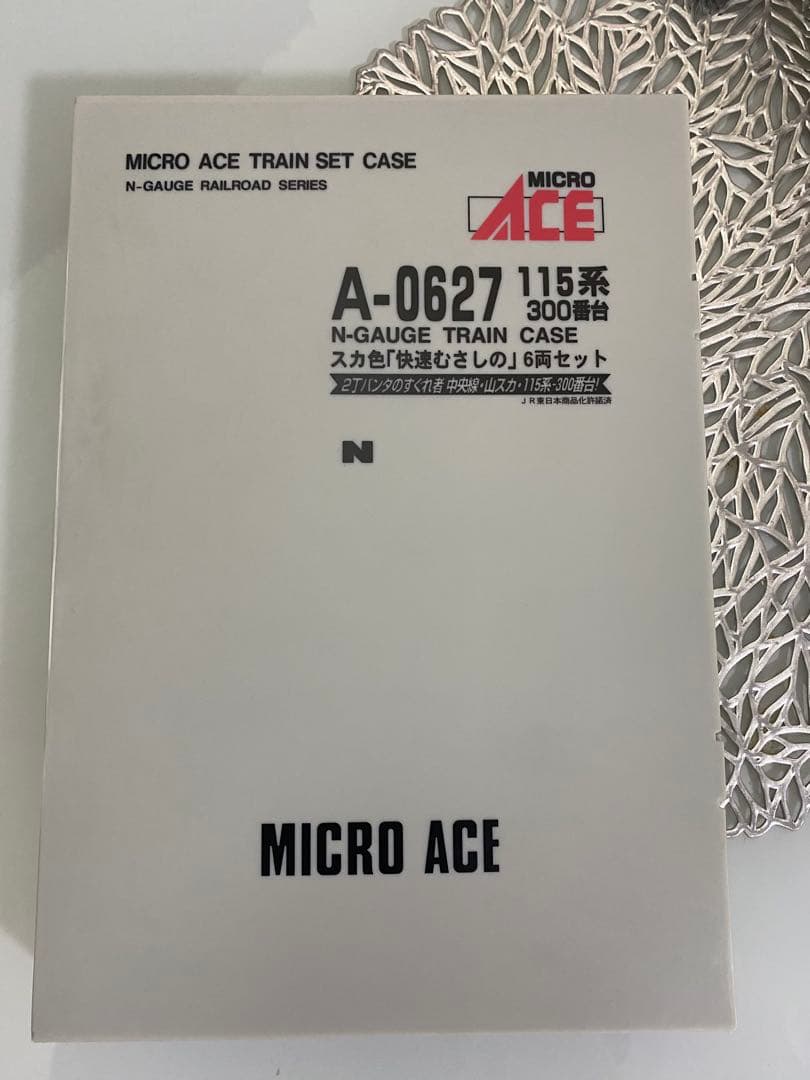 MICRO ACE TRAIN SET CASE
N-GAUGE RAILROAD SERIES
MICRO
ACE
A-0627 115系
300番台
N-GAUGE TRAIN CASE
スカ色「快速むさしの」6両セット
2丁パンタのすぐれ者 中央線・山スカ・115系-300番台!
JR東日本商品化許諾済
N
MICRO ACE